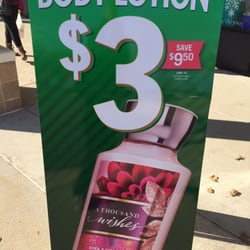 BODY LOTION
$3
SAVE
$9.50
A THOUSAND
wishes